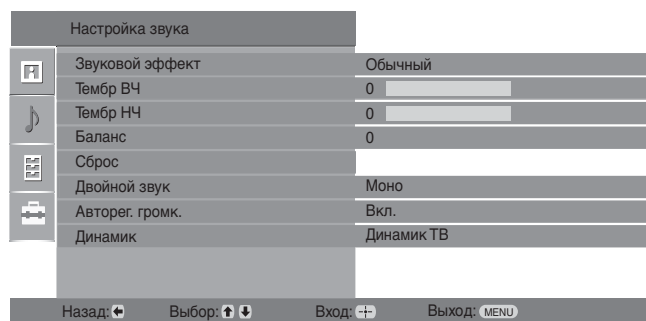 Настройка звука
Звуковой эффект Обычный
Тембр ВЧ 0
Тембр НЧ 0
Баланс 0
Сброс
Двойной звук Моно
Авторег. громк. Вкл.
Динамик Динамик ТВ
Назад: Выбор: Вход: Выход: MENU